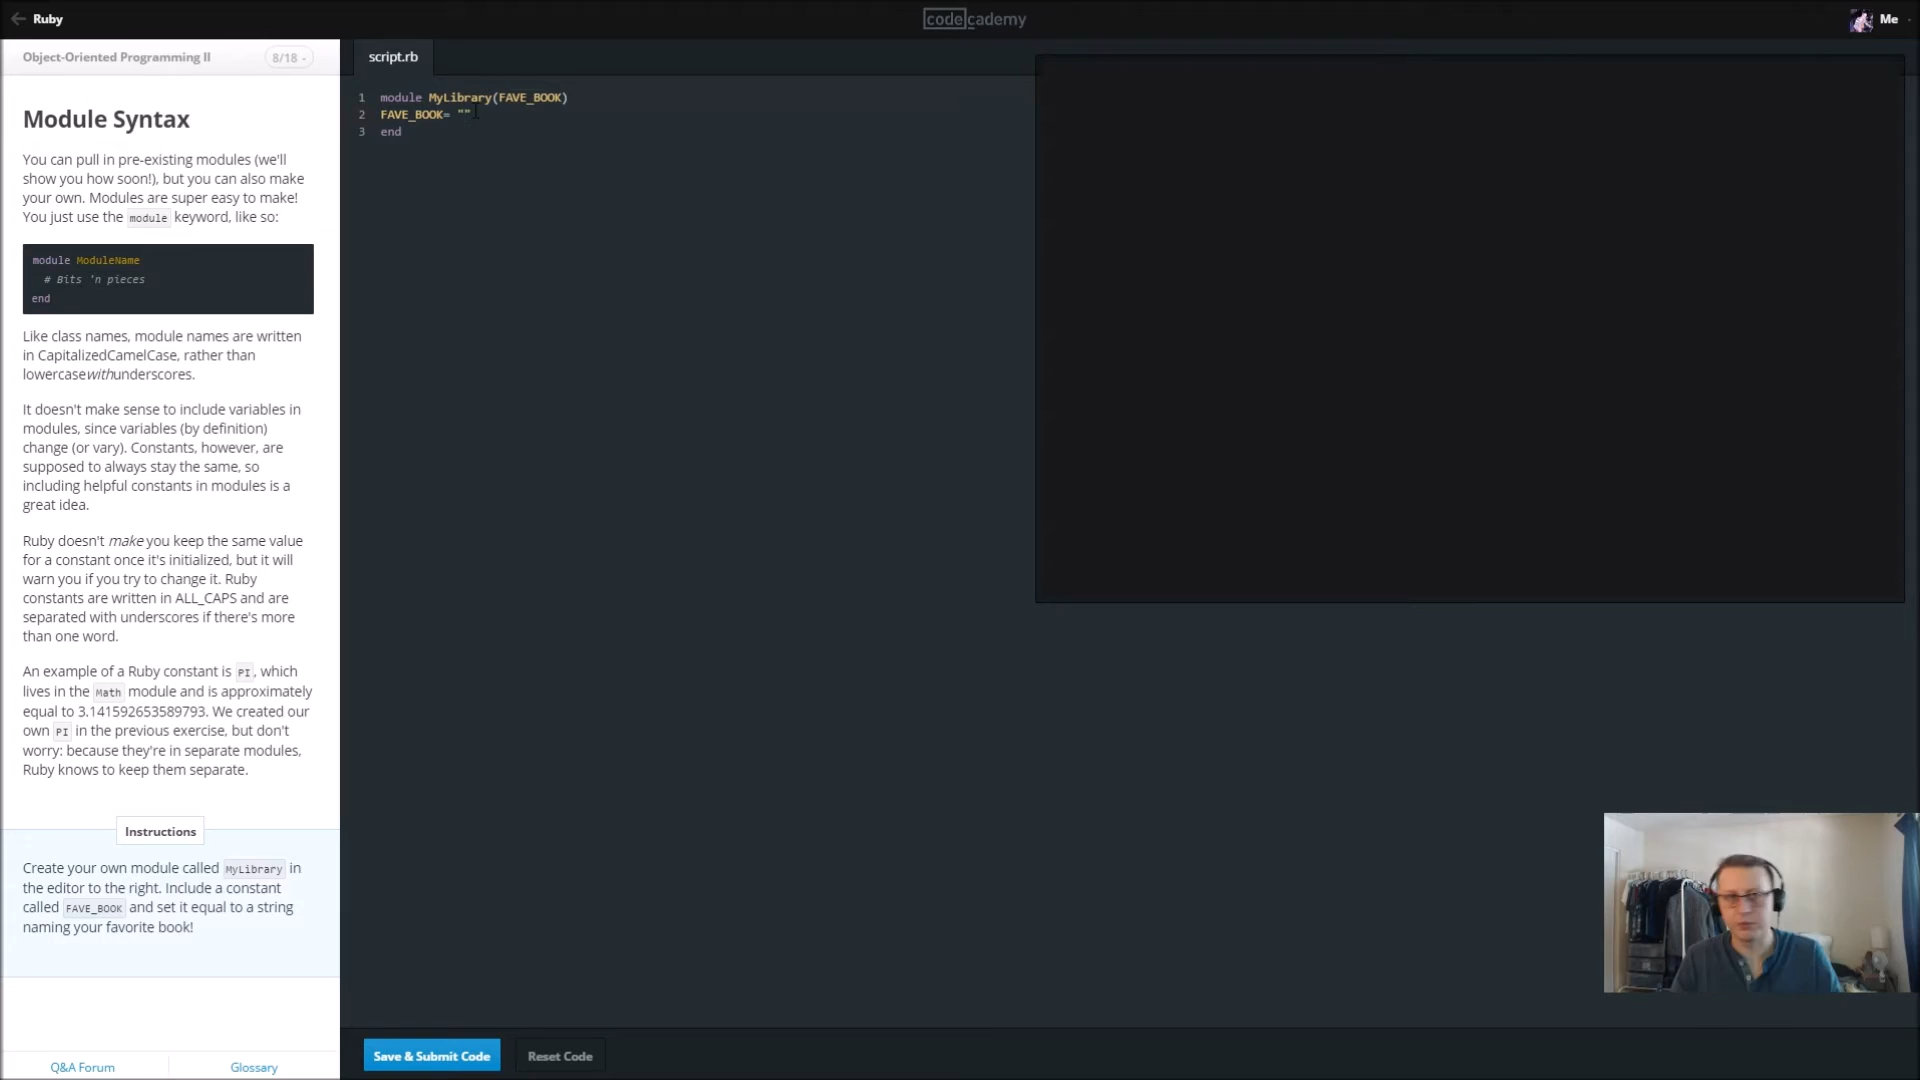 Ruby
codecademy
Me
Object-Oriented Programming II
8/18
script.rb
1 module MyLibrary(FAVE_BOOK)
2 FAVE_BOOK= ""
3 end
Module Syntax
You can pull in pre-existing modules (we'll
show you how soon!), but you can also make
your own. Modules are super easy to make!
You just use the module keyword, like so:
module ModuleName
# Bits 'n pieces
end
Like class names, module names are written
in CapitalizedCamelCase, rather than
lowercasewithunderscores.
It doesn't make sense to include variables in
modules, since variables (by definition)
change (or vary). Constants, however, are
supposed to always stay the same, so
including helpful constants in modules is a
great idea.
Ruby doesn't make you keep the same value
for a constant once it's initialized, but it will
warn you if you try to change it. Ruby
constants are written in ALL_CAPS and are
separated with underscores if there's more
than one word.
An example of a Ruby constant is PI, which
lives in the Math module and is approximately
equal to 3.141592653589793. We created our
own PI in the previous exercise, but don't
worry: because they're in separate modules,
Ruby knows to keep them separate.
Instructions
Create your own module called MyLibrary in
the editor to the right. Include a constant
called FAVE_BOOK and set it equal to a string
naming your favorite book!
Q&A Forum
Glossary
Save & Submit Code
Reset Code